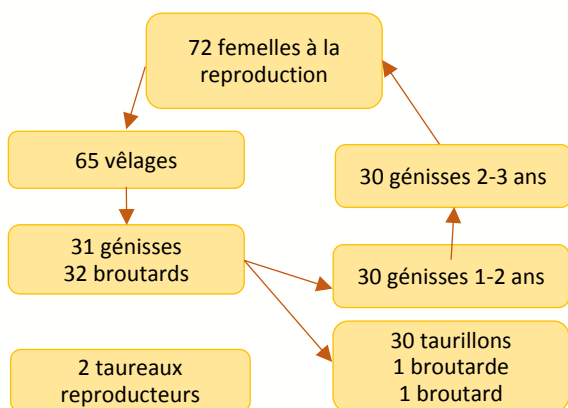 72 femelles à la
reproduction
65 vêlages
30 génisses 2-3 ans
31 génisses
32 broutards
30 génisses 1-2 ans
30 taurillons
1 broutarde
1 broutard
2 taureaux
reproducteurs